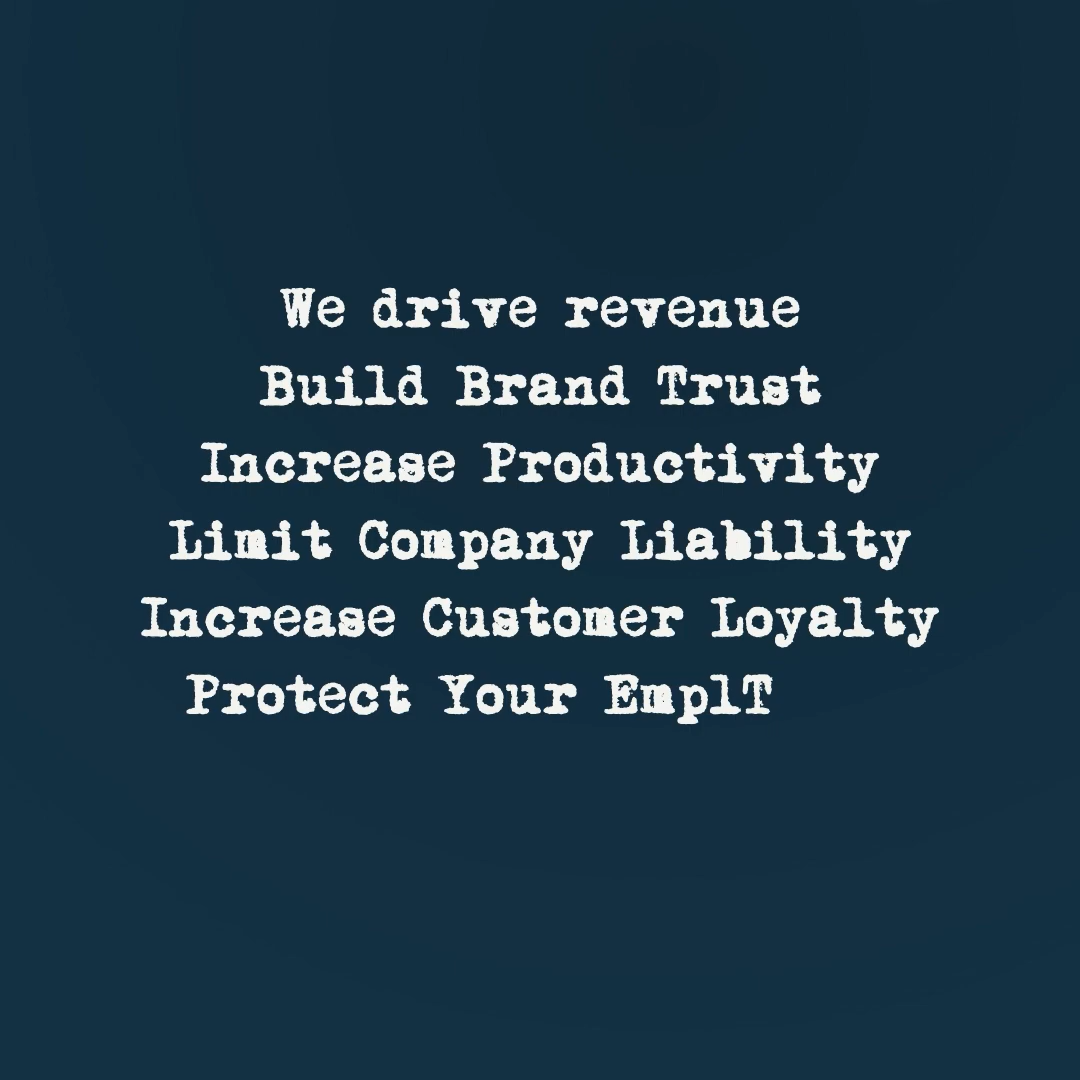 We drive revenue
Build Brand Trust
Increase Productivity
Limit Company Liability
Increase Customer Loyalty
Protect Your EmplT